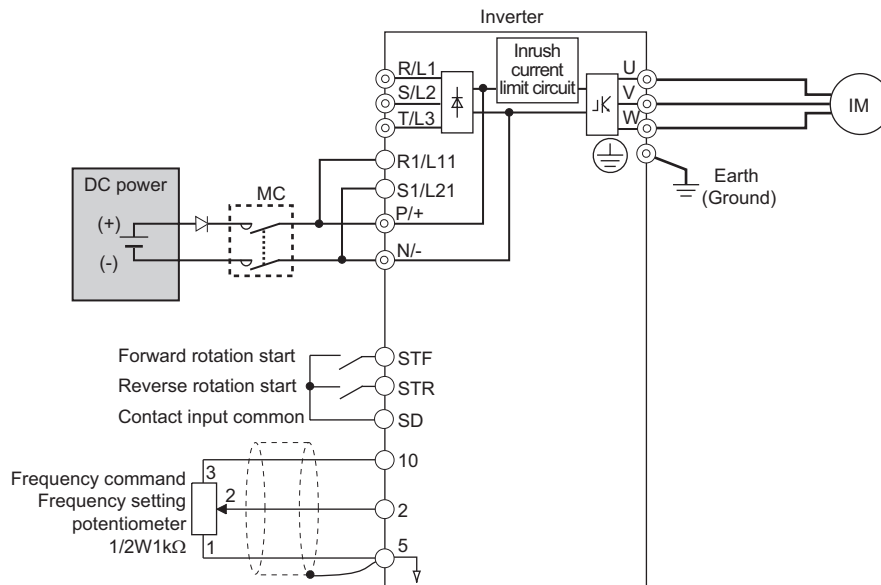 Inverter
Inrush
current
limit circuit
R/L1
S/L2
T/L3
U
V
W
IM
R1/L11
S1/L21
P/+
N/-
Earth
(Ground)
DC power
(+)
(-)
MC
Forward rotation start
STF
Reverse rotation start
STR
Contact input common
SD
10
3
Frequency command
Frequency setting
potentiometer
1/2W1kΩ
2
2
1
5